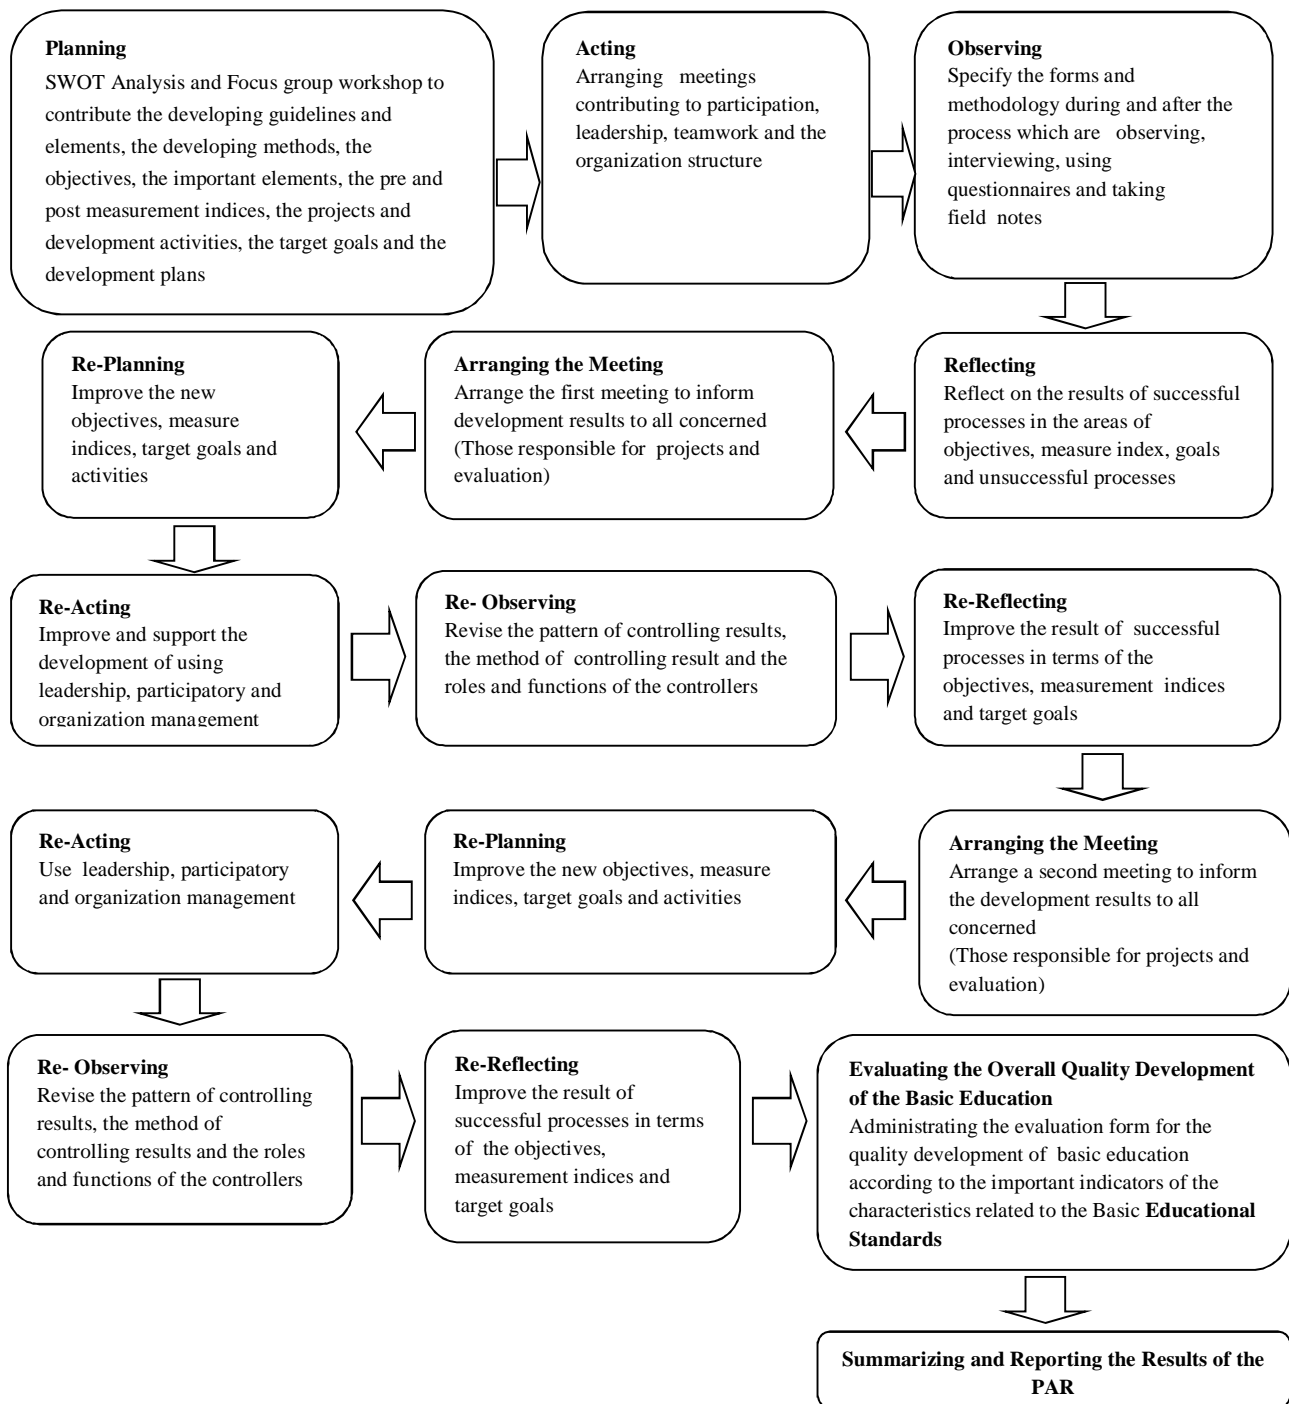 Planning
SWOT Analysis and Focus group workshop to
contribute the developing guidelines and
elements, the developing methods, the
objectives, the important elements, the pre and
post measurement indices, the projects and
development activities, the target goals and the
development plans
Acting
Arranging meetings
contributing to participation,
leadership, teamwork and the
organization structure
Observing
Specify the forms and
methodology during and after the
process which are observing,
interviewing, using
questionnaires and taking
field notes
Reflecting
Reflect on the results of successful
processes in the areas of
objectives, measure index, goals
and unsuccessful processes
Arranging the Meeting
Arrange the first meeting to inform
development results to all concerned
(Those responsible for projects and
evaluation)
Re-Planning
Improve the new
objectives, measure
indices, target goals and
activities
Re-Acting
Improve and support the
development of using
leadership, participatory and
organization management
Re- Observing
Revise the pattern of controlling results,
the method of controlling result and the
roles and functions of the controllers
Re-Reflecting
Improve the result of successful
processes in terms of the
objectives, measurement indices
and target goals
Arranging the Meeting
Arrange a second meeting to inform
the development results to all
concerned
(Those responsible for projects and
evaluation)
Re-Planning
Improve the new objectives, measure
indices, target goals and activities
Re-Acting
Use leadership, participatory
and organization management
Re- Observing
Revise the pattern of controlling
results, the method of
controlling results and the roles
and functions of the controllers
Re-Reflecting
Improve the result of
successful processes in terms
of the objectives,
measurement indices and
target goals
Evaluating the Overall Quality Development
of the Basic Education
Administrating the evaluation form for the
quality development of basic education
according to the important indicators of the
characteristics related to the Basic Educational
Standards
Summarizing and Reporting the Results of the
PAR